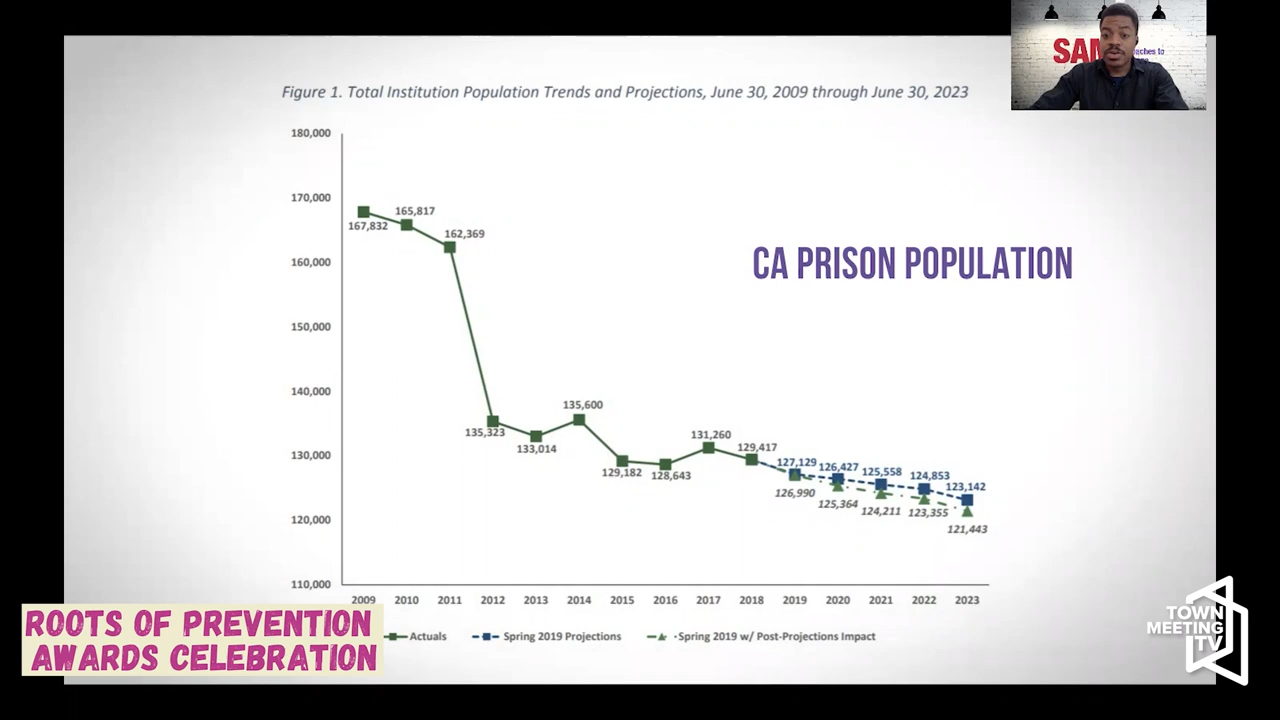 SAM
aches to
Figure 1. Total Institution Population Trends and Projections, June 30, 2009 through June 30, 2023
180,000
170,000
160,000
150,000
140,000
130,000
120,000
110,000
167,832
165,817
162,369
135,323
133,014
135,600
129,182
128,643
131,260
129,417
127,129
126,427
125,558
124,853
123,142
126,990
125,364
124,211
123,355
121,443
CA PRISON POPULATION
2009 2010 2011 2012 2013 2014 2015 2016 2017 2018 2019 2020 2021 2022 2023
Actuals Spring 2019 Projections Spring 2019 w/ Post-Projections Impact
ROOTS OF PREVENTION
AWARDS CELEBRATION
TOWN
MEETING
TV